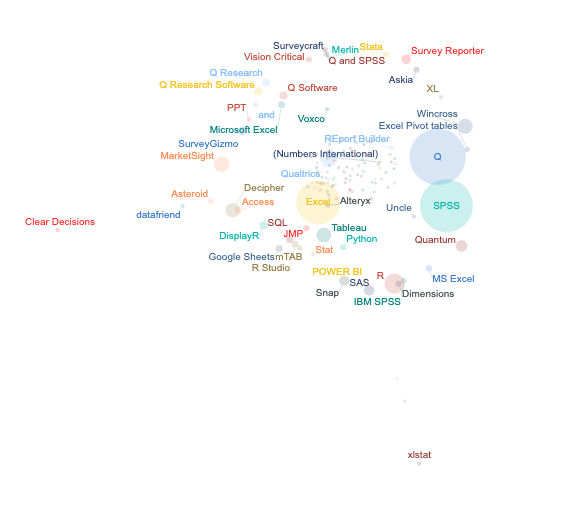 Surveycraft
Merlin
Stata
Vision Critical
Q and SPSS
Survey Reporter
Q Research
Askia
Q Research Software
Q Software
XL
PPT
and
Wincross
Voxco
Microsoft Excel
Excel Pivot tables
REport Builder
SurveyGizmo
MarketSight
(Numbers International)
Q
Qualtrics
Decipher
Asteroid
Access
Excel
Alteryx
SPSS
datafriend
Uncle
Clear Decisions
SQL
Tableau
DisplayR
JMP
Python
Quantum
Stat
Google Sheets
mTAB
R Studio
POWER BI
R
MS Excel
SAS
Snap
Dimensions
IBM SPSS
xlstat